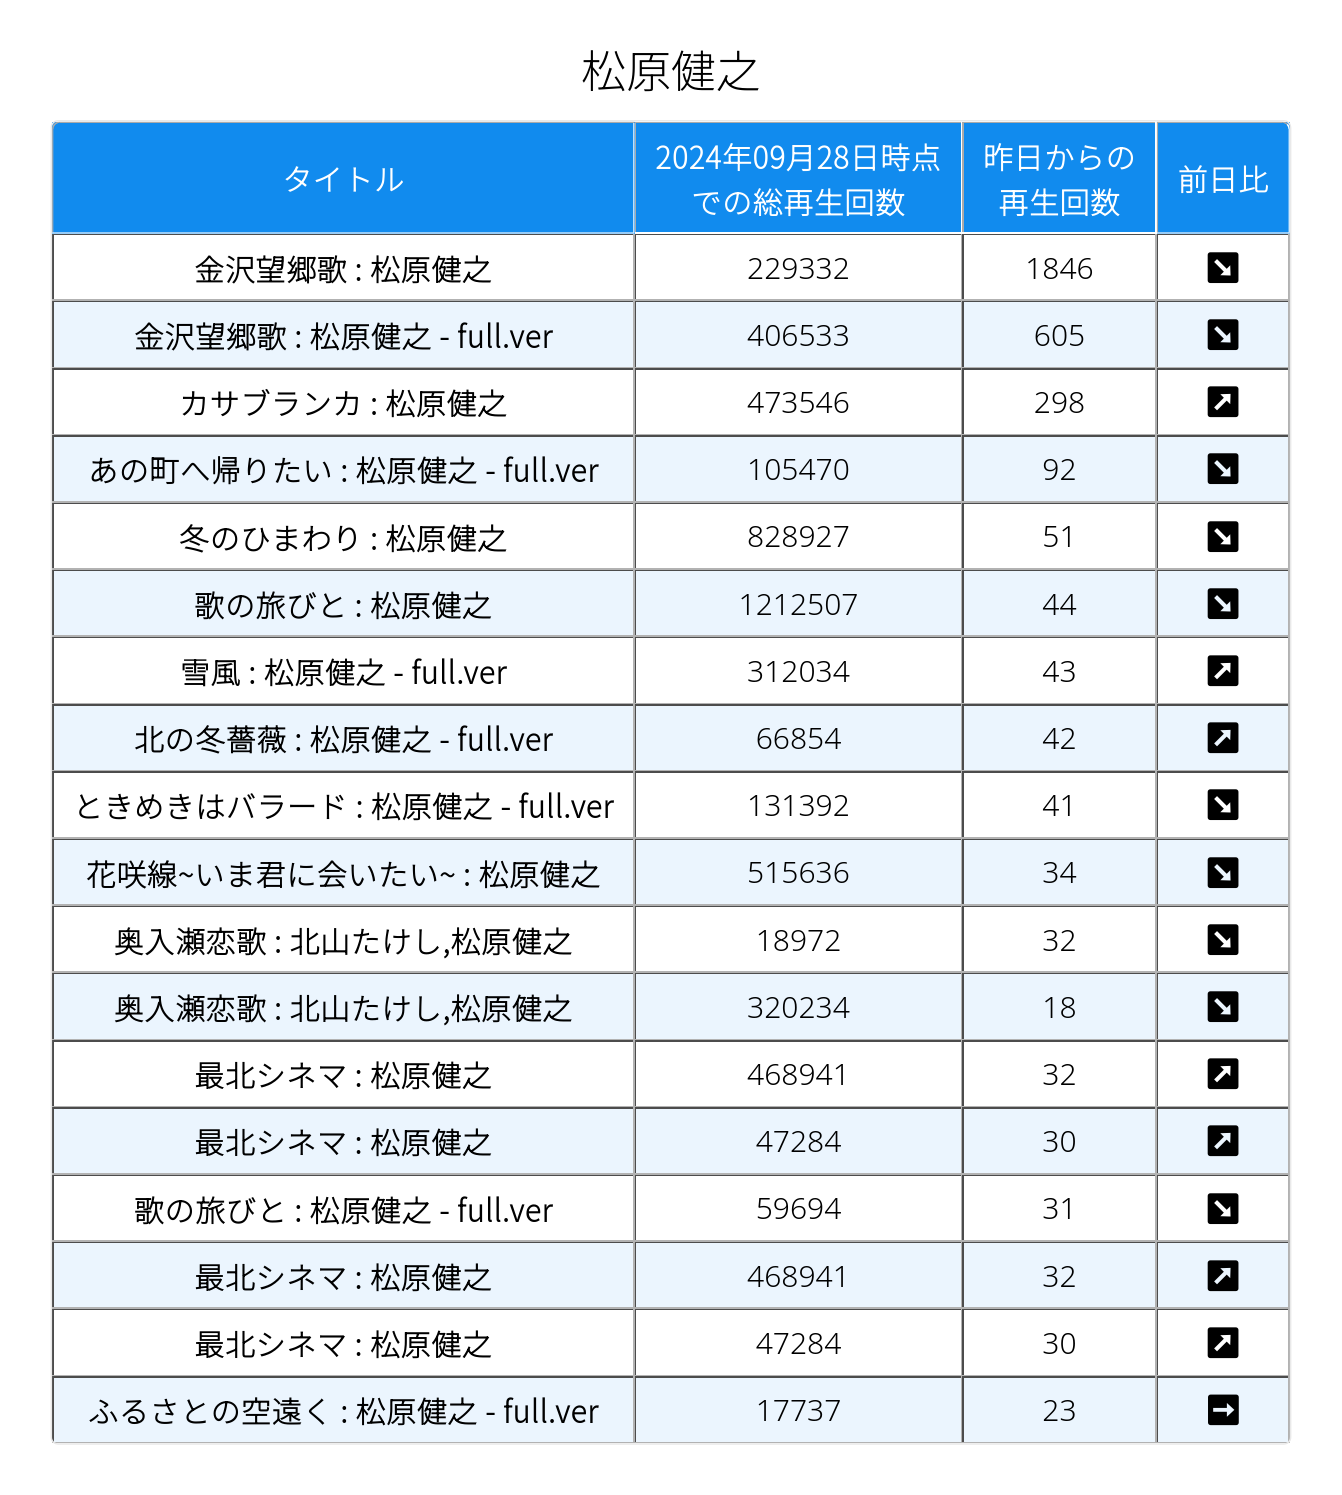 松原健之
タイトル
2024年09月28日時点
での総再生回数
昨日からの
再生回数
前日比
金沢望郷歌 : 松原健之 229332 1846 ↘
金沢望郷歌 : 松原健之 - full.ver 406533 605 ↘
カサブランカ : 松原健之 473546 298 ↗
あの町へ帰りたい : 松原健之 - full.ver 105470 92 ↘
冬のひまわり : 松原健之 828927 51 ↘
歌の旅びと : 松原健之 1212507 44 ↘
雪風 : 松原健之 - full.ver 312034 43 ↗
北の冬薔薇 : 松原健之 - full.ver 66854 42 ↗
ときめきはバラード : 松原健之 - full.ver 131392 41 ↘
花咲線~いま君に会いたい~ : 松原健之 515636 34 ↘
奥入瀬恋歌 : 北山たけし,松原健之 18972 32 ↘
奥入瀬恋歌 : 北山たけし,松原健之 320234 18 ↘
最北シネマ : 松原健之 468941 32 ↗
最北シネマ : 松原健之 47284 30 ↗
歌の旅びと : 松原健之 - full.ver 59694 31 ↘
最北シネマ : 松原健之 468941 32 ↗
最北シネマ : 松原健之 47284 30 ↗
ふるさとの空遠く : 松原健之 - full.ver 17737 23 →